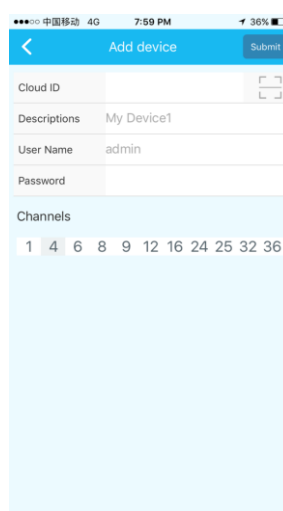 中国移动 4G 7:59 PM 36%
Add device Submit
Cloud ID
Descriptions My Device1
User Name admin
Password
Channels
1 4 6 8 9 12 16 24 25 32 36